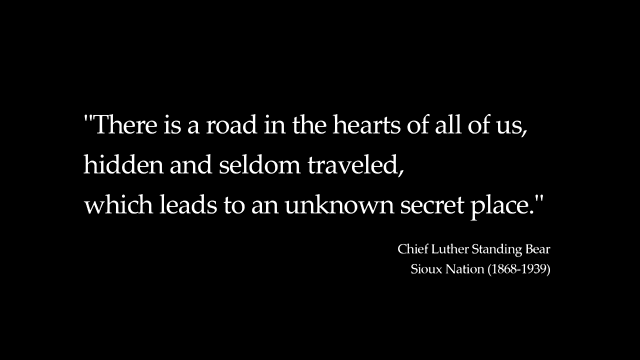 "There is a road in the hearts of all of us,
hidden and seldom traveled,
which leads to an unknown secret place."
Chief Luther Standing Bear
Sioux Nation (1868-1939)